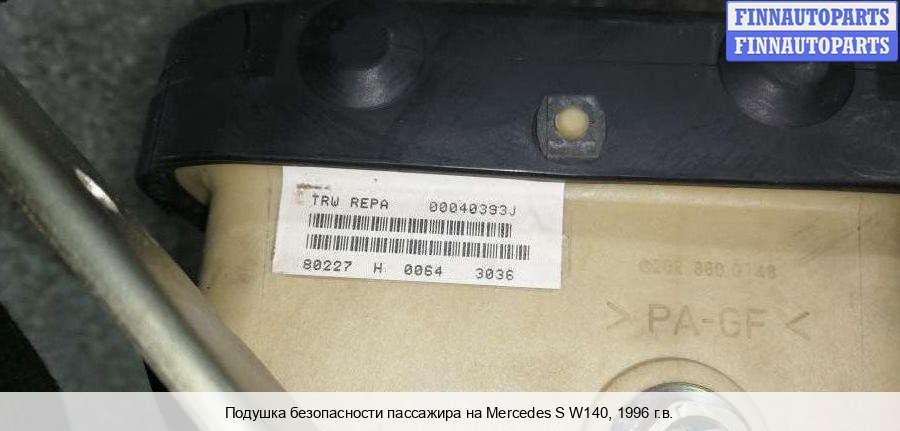 FINNAUTOPARTS
FINNAUTOPARTS
TRW REPA 00040393J
80227 H 0064 3036
> PA-GF <
Подушка безопасности пассажира на Mercedes S W140, 1996 г.в.